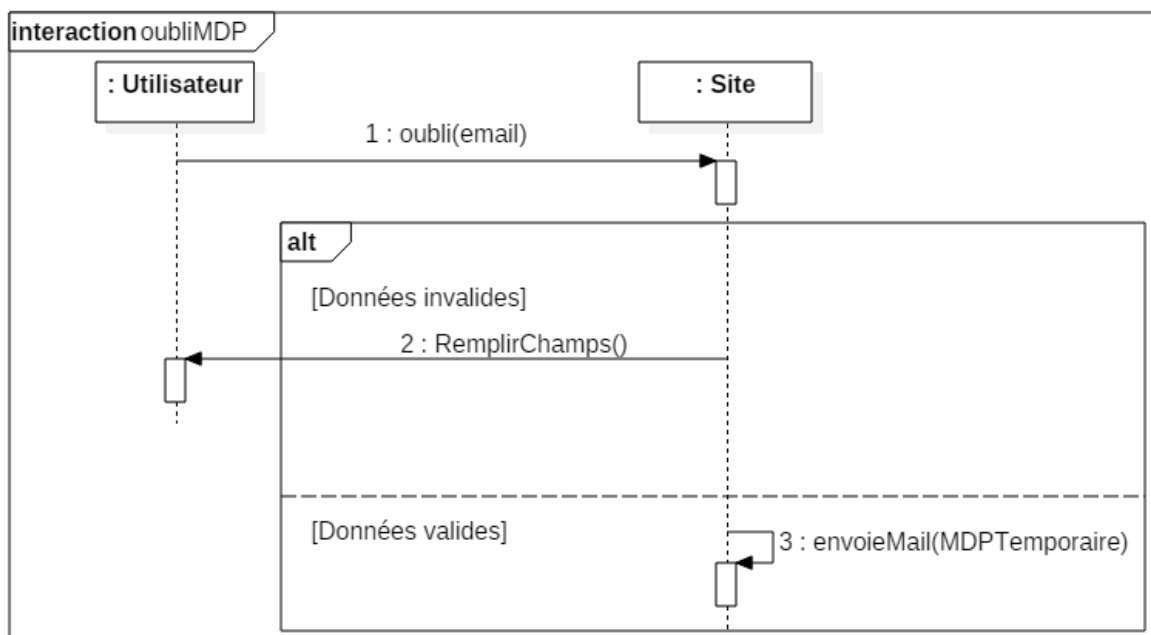 interaction oubliMDP
: Utilisateur
: Site
1 : oubli(email)
alt
[Données invalides]
2 : RemplirChamps()
[Données valides]
3 : envoieMail(MDPTemporaire)